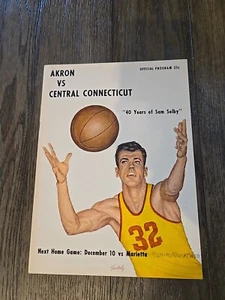 AKRON
OFFICIAL PROGRAM 25c
VS
CENTRAL CONNECTICUT
"40 Years of Sam Selby"
32
Next Home Game: December 10 vs Marietta